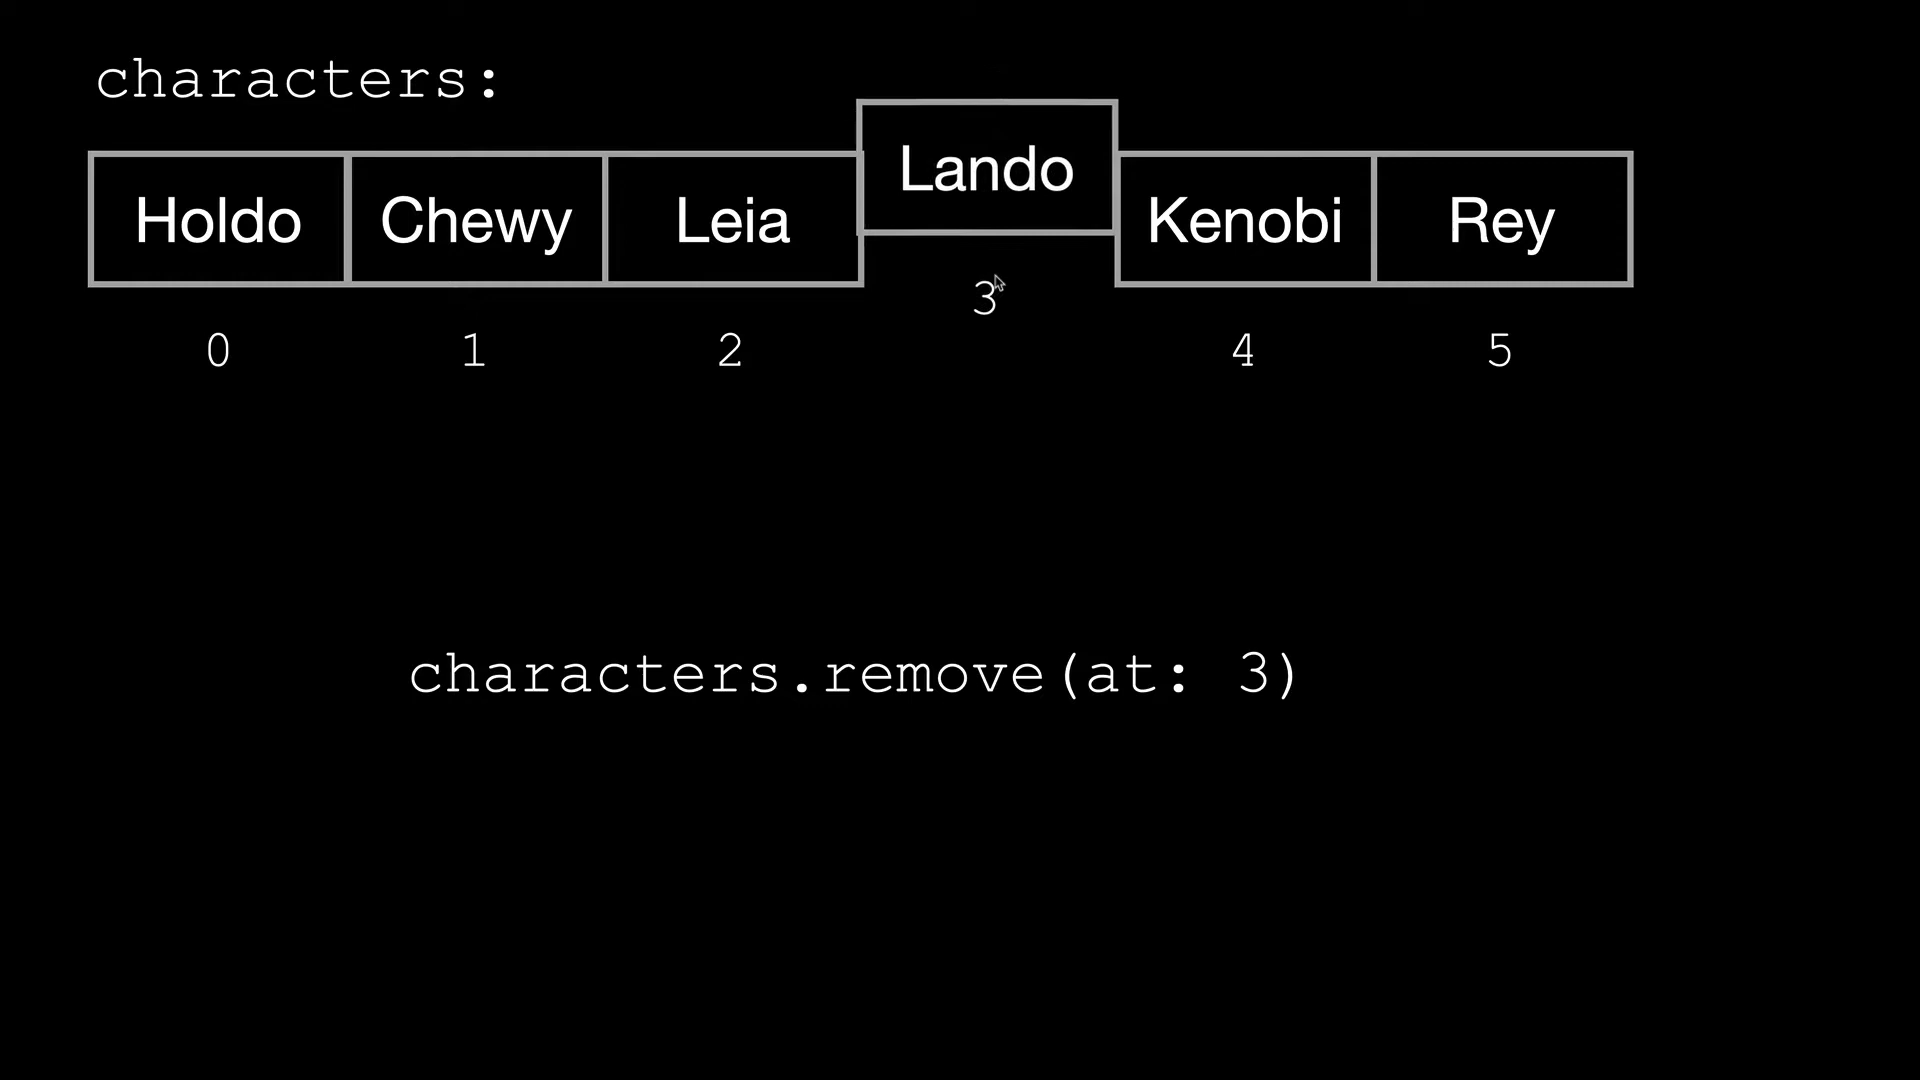 characters:
Holdo Chewy Leia Lando Kenobi Rey
0 1 2 3 4 5
characters.remove(at: 3)